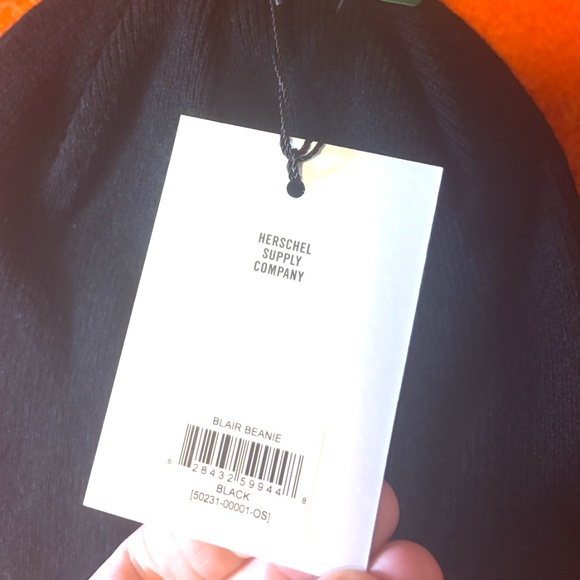 HERSCHEL
SUPPLY
COMPANY
BLAIR BEANIE
8 28432 59944 8
BLACK
[50231-00001-OS]